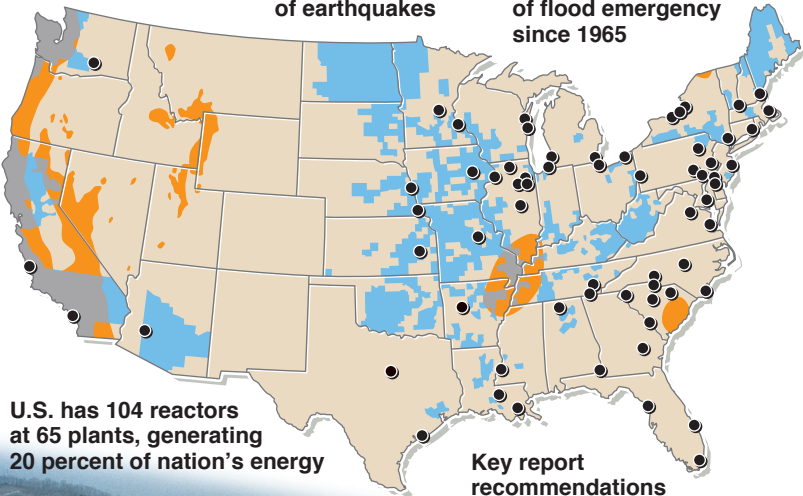 of earthquakes
of flood emergency
since 1965
U.S. has 104 reactors
at 65 plants, generating
20 percent of nation's energy
Key report
recommendations